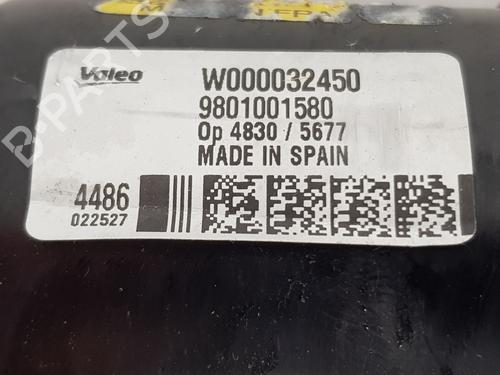 Valeo
W000032450
9801001580
Op 4830 / 5677
MADE IN SPAIN
4486
022527
B-PARTS